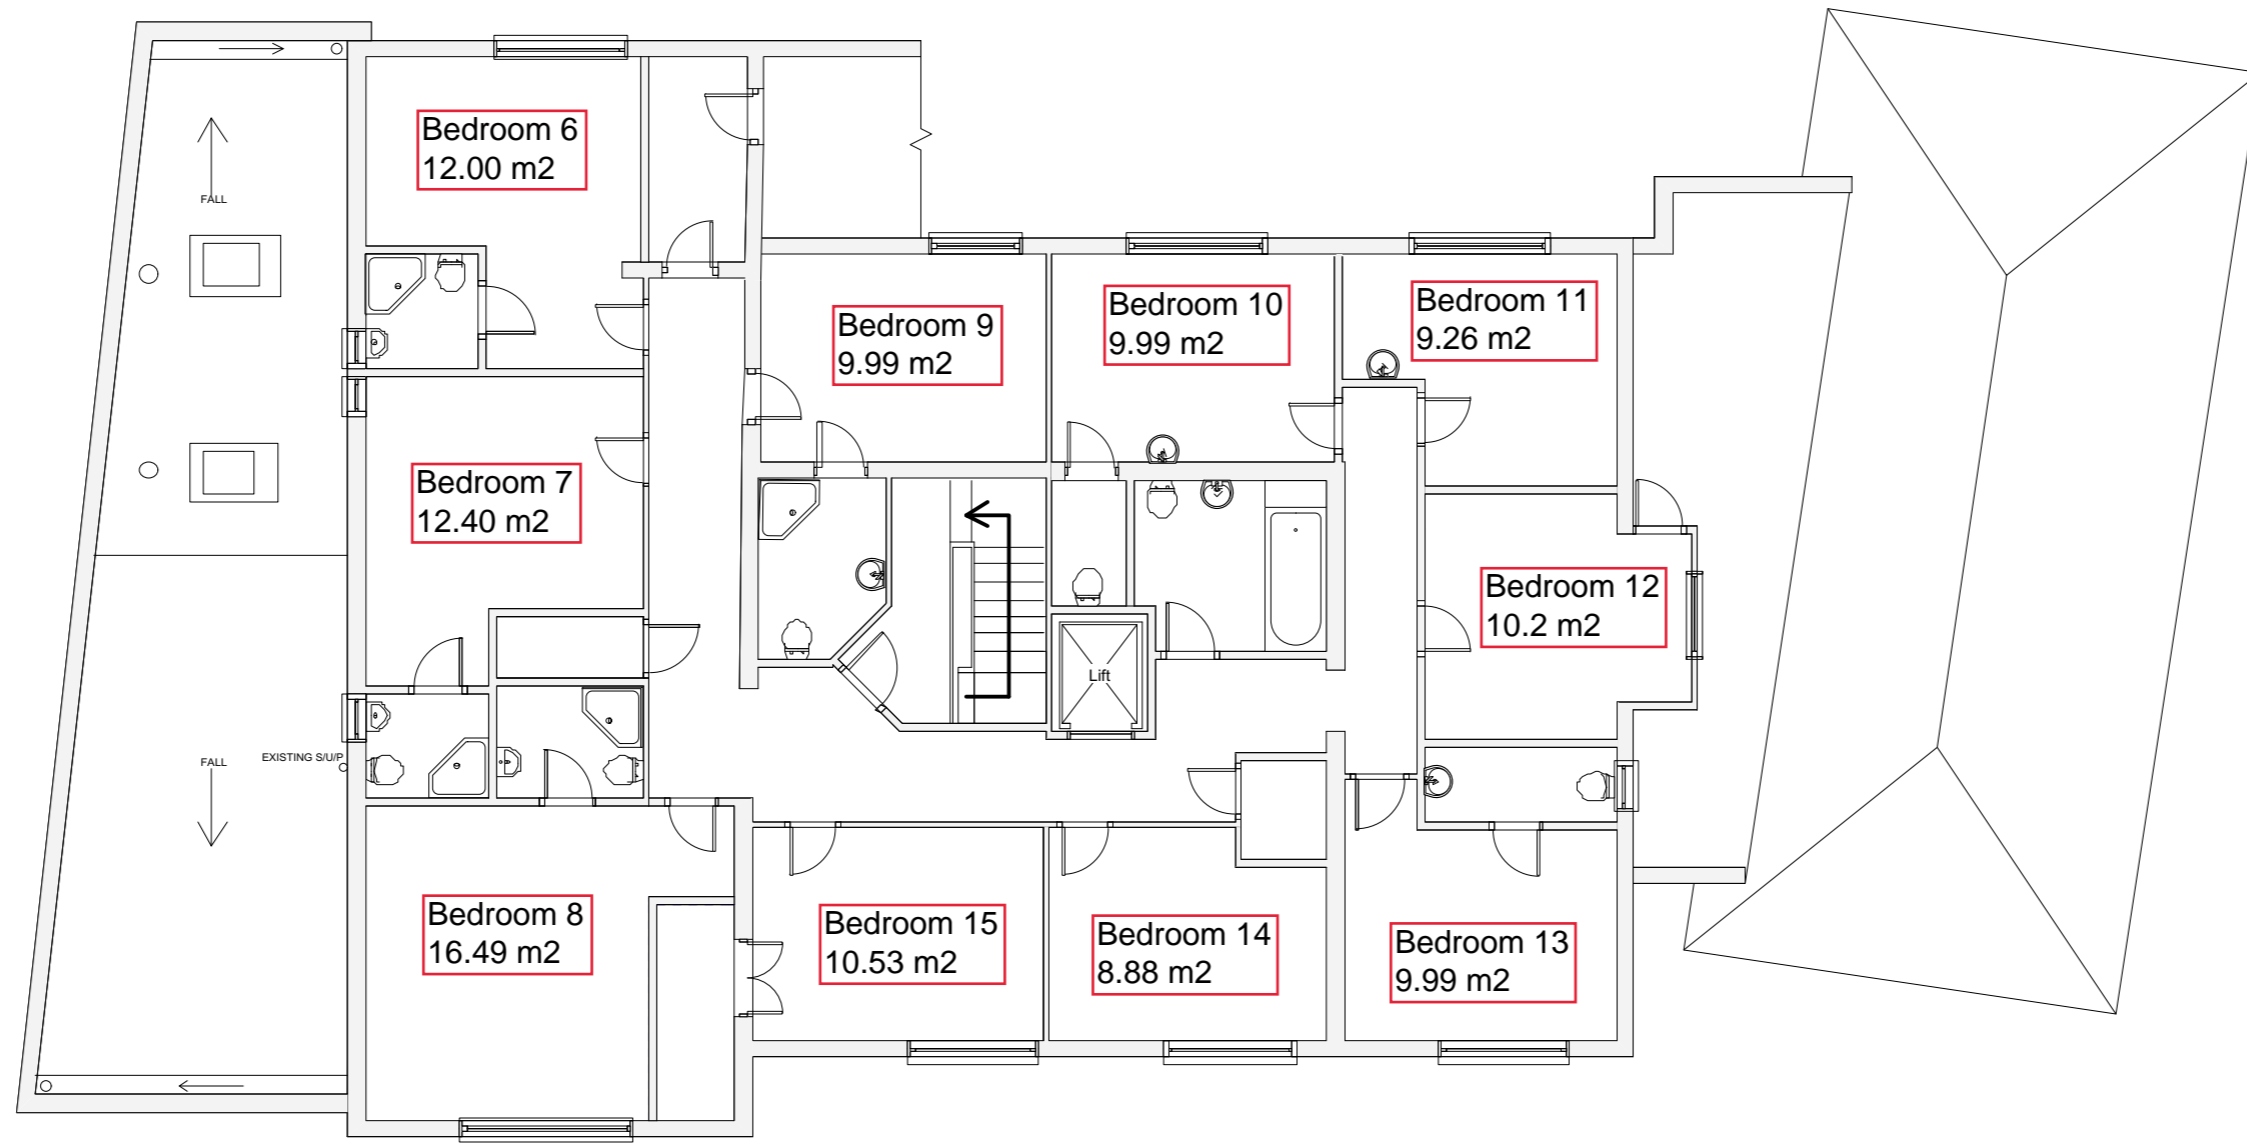 Bedroom 6
12.00 m2
FALL
Bedroom 9
9.99 m2
Bedroom 10
9.99 m2
Bedroom 11
9.26 m2
Bedroom 7
12.40 m2
Bedroom 12
10.2 m2
Lift
FALL
EXISTING S/U/P
Bedroom 8
16.49 m2
Bedroom 15
10.53 m2
Bedroom 14
8.88 m2
Bedroom 13
9.99 m2